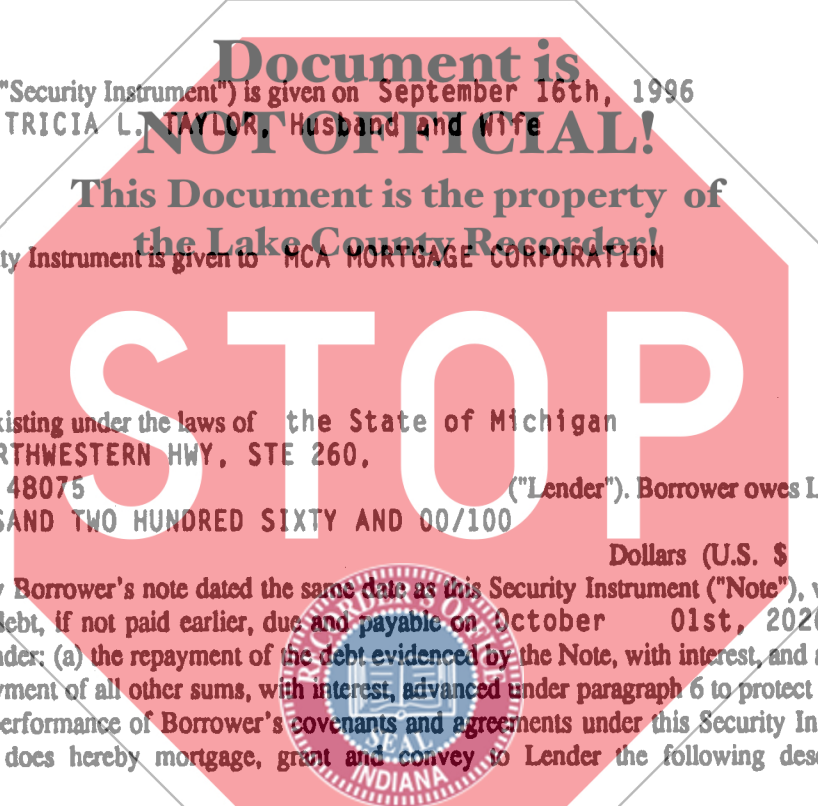 Document is
"Security Instrument") is given on September 16th, 1996
TRICIA L. TAYLOR, Husband and Wife
NOT OFFICIAL!
This Document is the property of
the Lake County Recorder!
ty Instrument is given to MCA MORTGAGE CORPORATION
STOP
xisting under the laws of the State of Michigan
RTHWESTERN HWY, STE 260,
48075 ("Lender"). Borrower owes L
SAND TWO HUNDRED SIXTY AND 00/100
Dollars (U.S. $
y Borrower's note dated the same date as this Security Instrument ("Note"), w
debt, if not paid earlier, due and payable on October 01st, 202
nder: (a) the repayment of the debt evidenced by the Note, with interest, and a
yment of all other sums, with interest, advanced under paragraph 6 to protect
performance of Borrower's covenants and agreements under this Security In
does hereby mortgage, grant and convey to Lender the following des
RECORDER'S OFFICE
SEAL
INDIANA